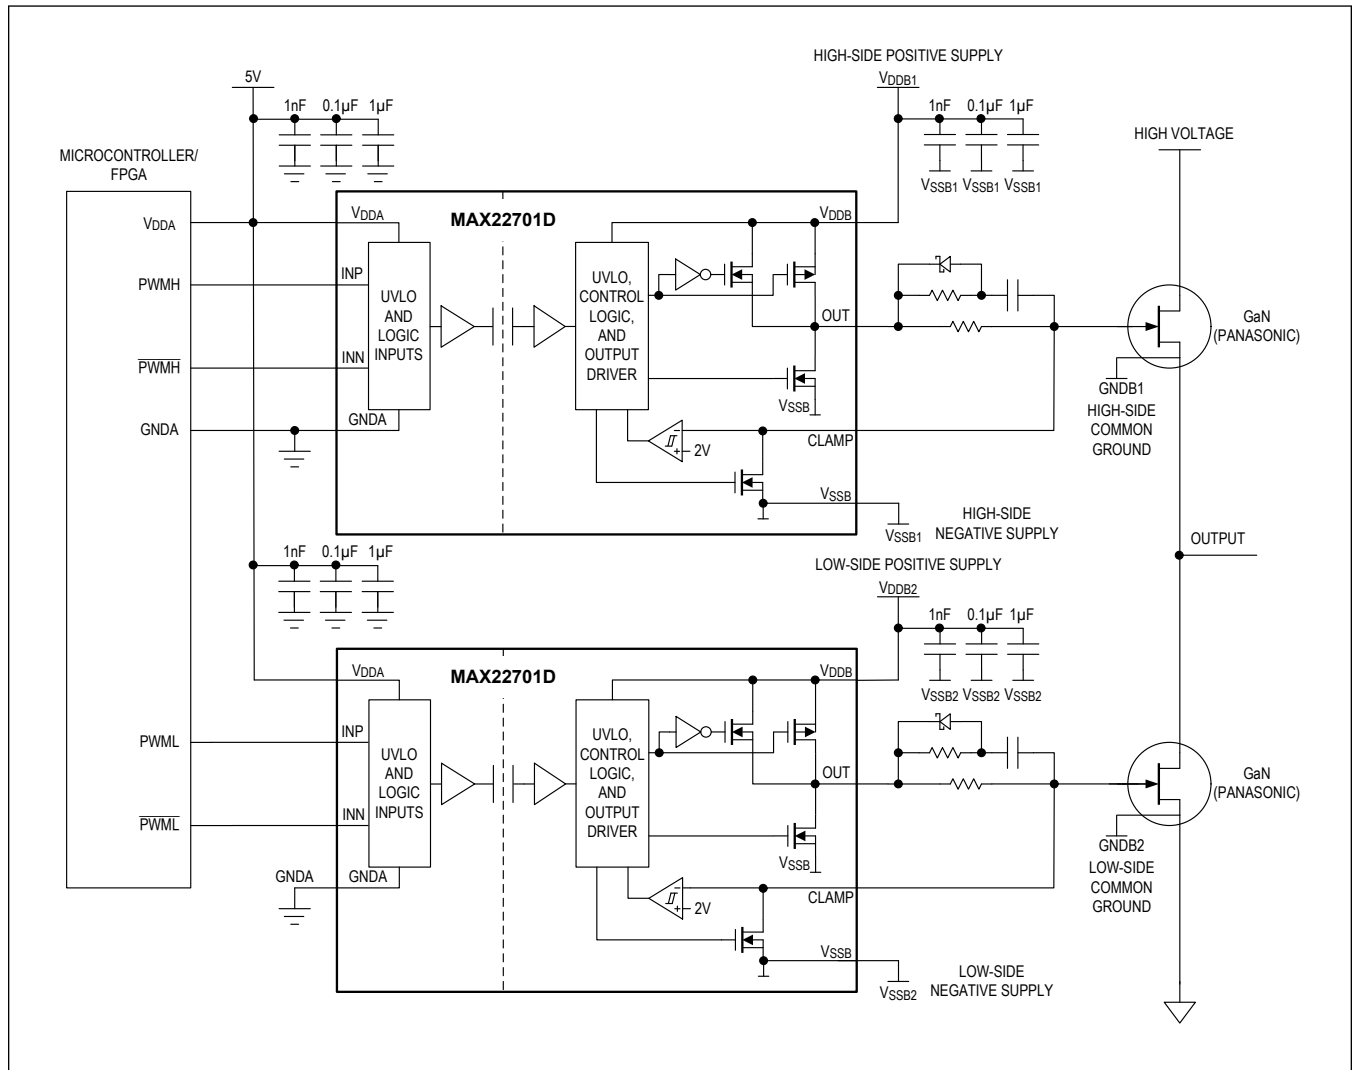 HIGH-SIDE POSITIVE SUPPLY
5V
VDDB1
1nF 0.1µF 1µF
1nF 0.1µF 1µF
HIGH VOLTAGE
MICROCONTROLLER/
FPGA
VSSB1 VSSB1 VSSB1
VDDA
VDDA
MAX22701D
VDDB
PWMH
INP
UVLO
AND
LOGIC
INPUTS
UVLO,
CONTROL
LOGIC,
AND
OUTPUT
DRIVER
OUT
GaN
(PANASONIC)
PWMH
INN
GNDB1
HIGH-SIDE
COMMON
GROUND
VSSB
GNDA
GNDA
CLAMP
2V
VSSB
VSSB1
HIGH-SIDE
NEGATIVE SUPPLY
OUTPUT
1nF 0.1µF 1µF
LOW-SIDE POSITIVE SUPPLY
VDDB2
1nF 0.1µF 1µF
VDDA
MAX22701D
VDDB
VSSB2 VSSB2 VSSB2
PWML
INP
UVLO
AND
LOGIC
INPUTS
UVLO,
CONTROL
LOGIC,
AND
OUTPUT
DRIVER
OUT
GaN
(PANASONIC)
PWML
INN
GNDB2
LOW-SIDE
COMMON
GROUND
VSSB
GNDA
GNDA
CLAMP
2V
VSSB
VSSB2
LOW-SIDE
NEGATIVE SUPPLY